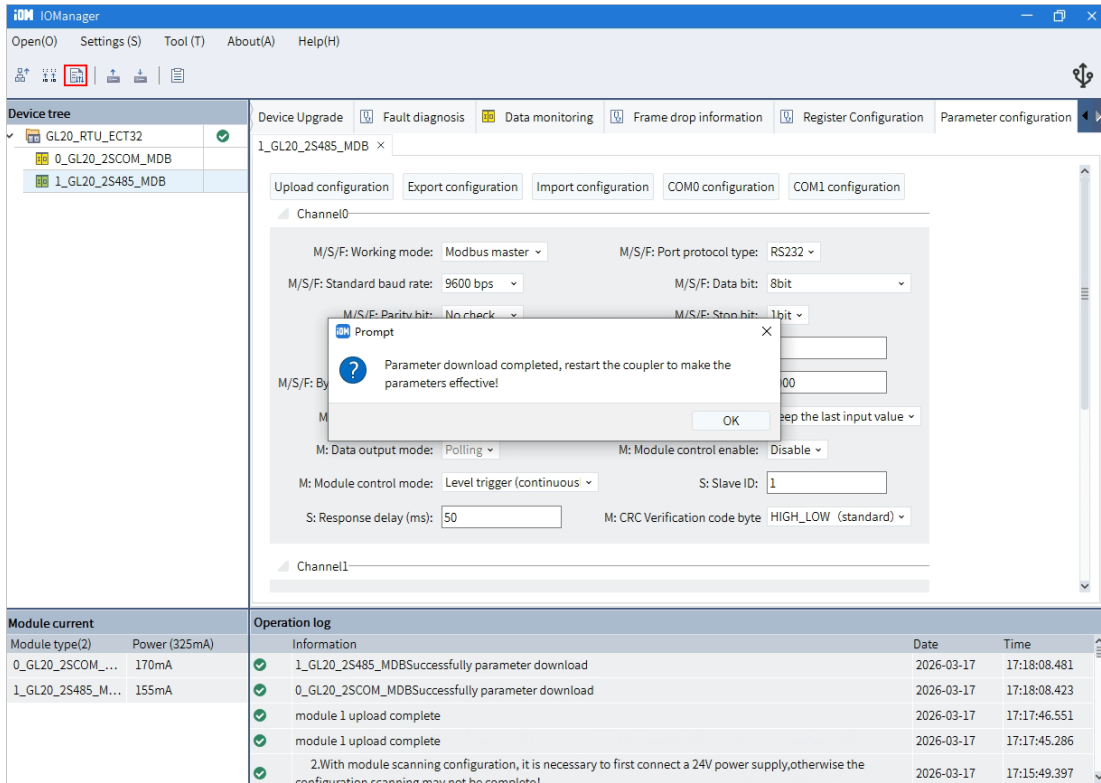 iOM IOManager
Open(O) Settings (S) Tool (T) About(A) Help(H)
Device tree
GL20_RTU_ECT32
0_GL20_2SCOM_MDB
1_GL20_2S485_MDB
Device Upgrade Fault diagnosis Data monitoring Frame drop information Register Configuration Parameter configuration
1_GL20_2S485_MDB ×
Upload configuration Export configuration Import configuration COM0 configuration COM1 configuration
Channel0
M/S/F: Working mode: Modbus master M/S/F: Port protocol type: RS232
M/S/F: Standard baud rate: 9600 bps M/S/F: Data bit: 8bit
M/S/F: Parity bit: No check M/S/F: Stop bit: 1bit
iOM Prompt
Parameter download completed, restart the coupler to make the
parameters effective!
OK
M/S/F: By
00
M
eep the last input value
M: Data output mode: Polling M: Module control enable: Disable
M: Module control mode: Level trigger (continuous S: Slave ID: 1
S: Response delay (ms): 50 M: CRC Verification code byte HIGH_LOW (standard)
Channel1
Module current
Module type(2) Power (325mA)
0_GL20_2SCOM_... 170mA
1_GL20_2S485_M... 155mA
Operation log
Information Date Time
1_GL20_2S485_MDBSuccessfully parameter download 2026-03-17 17:18:08.481
0_GL20_2SCOM_MDBSuccessfully parameter download 2026-03-17 17:18:08.423
module 1 upload complete 2026-03-17 17:17:46.551
module 1 upload complete 2026-03-17 17:17:45.286
2.With module scanning configuration, it is necessary to first connect a 24V power supply,otherwise the
configuration scanning may not be complete! 2026-03-17 17:15:49.397